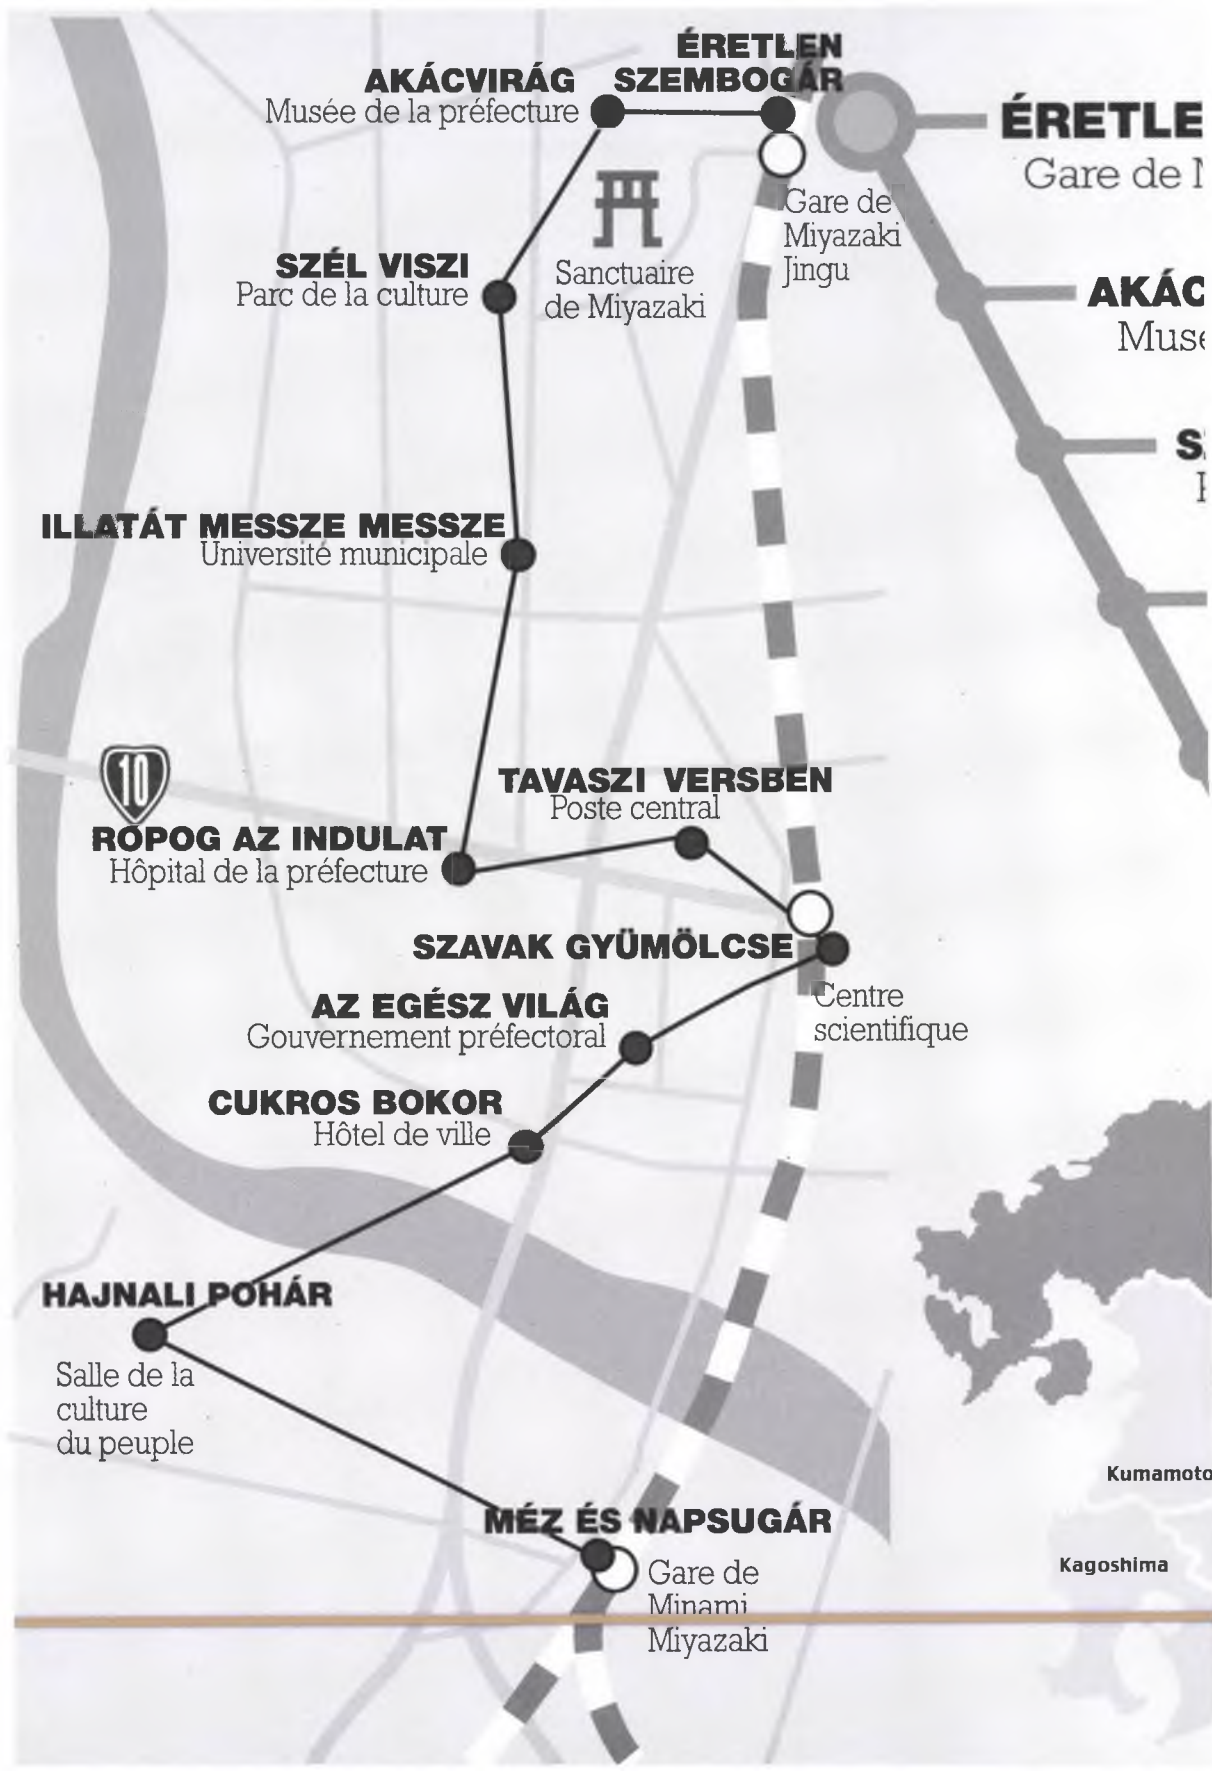 ÉRETLEN
SZEMBOGÁR
AKÁCVIRÁG
Musée de la préfecture
Gare de
Miyazaki
Jingu
Sanctuaire
de Miyazaki
SZÉL VISZI
Parc de la culture
ILLATÁT MESSZE MESSZE
Université municipale
10
TAVASZI VERSBEN
Poste central
ROPOG AZ INDULAT
Hôpital de la préfecture
SZAVAK GYÜMÖLCSE
Centre
scientifique
AZ EGÉSZ VILÁG
Gouvernement préfectoral
CUKROS BOKOR
Hôtel de ville
HAJNALI POHÁR
Salle de la
culture
du peuple
MÉZ ÉS NAPSUGÁR
Gare de
Minami
Miyazaki
ÉRETLE
Gare de
AKÁC
Mus
Kumamoto
Kagoshima